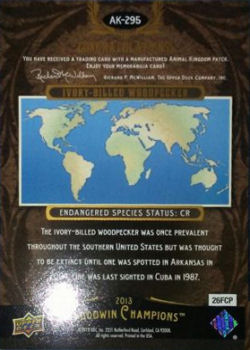 AK-295
YOU HAVE RECEIVED A TRADING CARD WITH A MANUFACTURED ANIMAL KINGDOM PATCH.
ENJOY YOUR MEMORABILIA CARD!
RICHARD P. MCWILLIAM, THE UPPER DECK COMPANY, INC.
IVORY-BILLED WOODPECKER
ENDANGERED SPECIES STATUS: CR
THE IVORY-BILLED WOODPECKER WAS ONCE PREVALENT
THROUGHOUT THE SOUTHERN UNITED STATES BUT WAS THOUGHT
TO BE EXTINCT UNTIL ONE WAS SPOTTED IN ARKANSAS IN
WAS LAST SIGHTED IN CUBA IN 1987.
2013
GOODWIN CHAMPIONS
26FCP